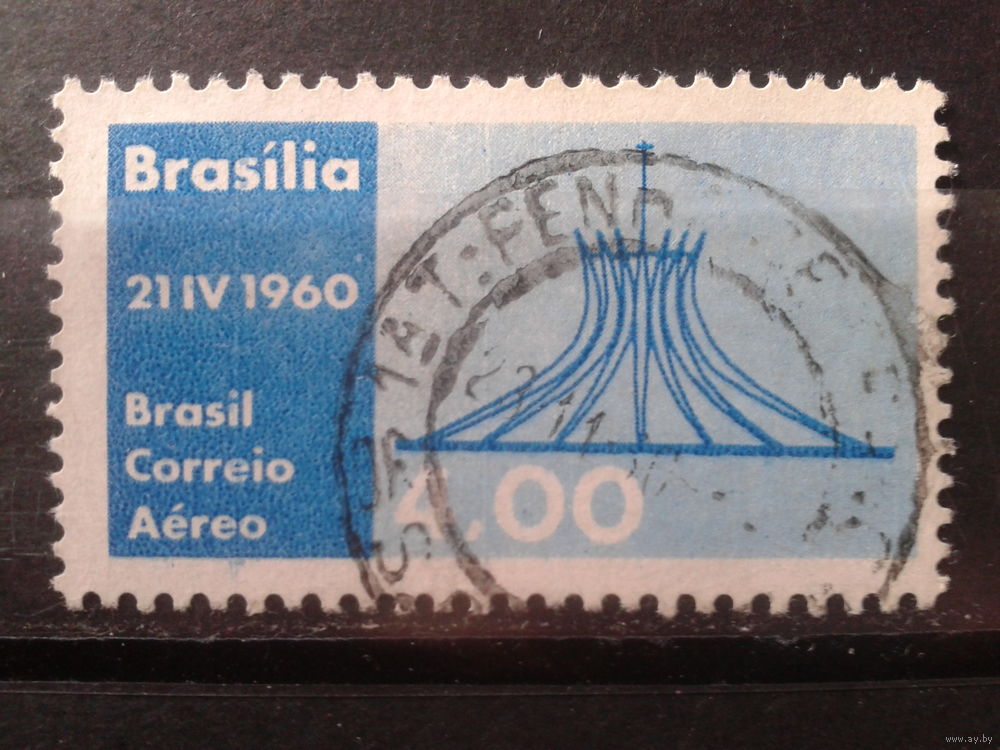 Brasília
21 IV 1960
Brasil
Correio
Aéreo
4,00
www.ay.by